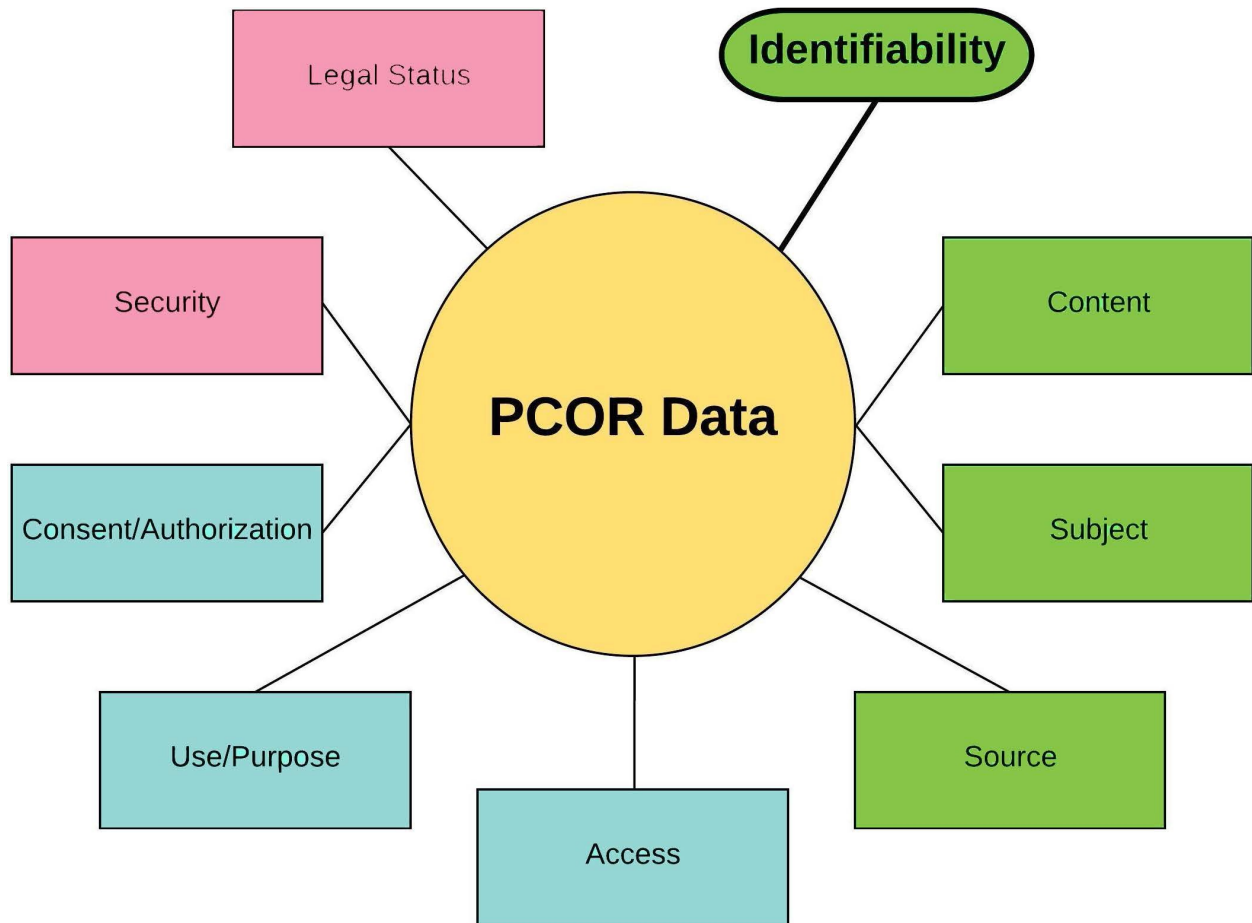 Legal Status
Identifiability
Security
Content
PCOR Data
Consent/Authorization
Subject
Use/Purpose
Source
Access